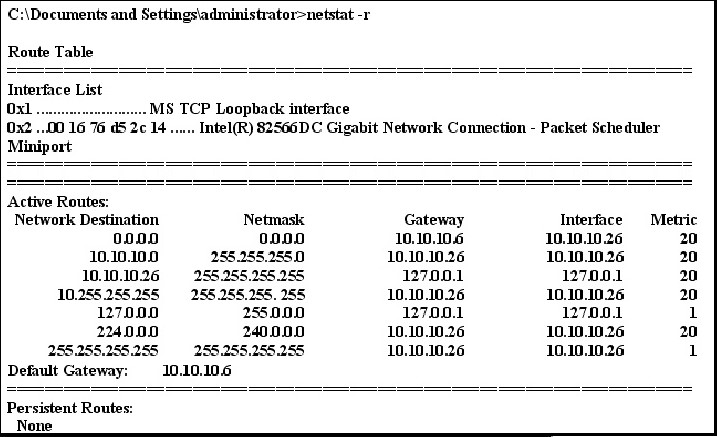 C:\Documents and Settings\administrator>netstat -r
Route Table
===========================================================================
Interface List
0x1 ........................... MS TCP Loopback interface
0x2 ...00 16 76 d5 2c 14 ...... Intel(R) 82566DC Gigabit Network Connection - Packet Scheduler
Miniport
===========================================================================
===========================================================================
Active Routes:
Network Destination Netmask Gateway Interface Metric
0.0.0.0 0.0.0.0 10.10.10.6 10.10.10.26 20
10.10.10.0 255.255.255.0 10.10.10.26 10.10.10.26 20
10.10.10.26 255.255.255.255 127.0.0.1 127.0.0.1 20
10.255.255.255 255.255.255. 255 10.10.10.26 10.10.10.26 20
127.0.0.0 255.0.0.0 127.0.0.1 127.0.0.1 1
224.0.0.0 240.0.0.0 10.10.10.26 10.10.10.26 20
255.255.255.255 255.255.255.255 10.10.10.26 10.10.10.26 1
Default Gateway: 10.10.10.6
===========================================================================
Persistent Routes:
None